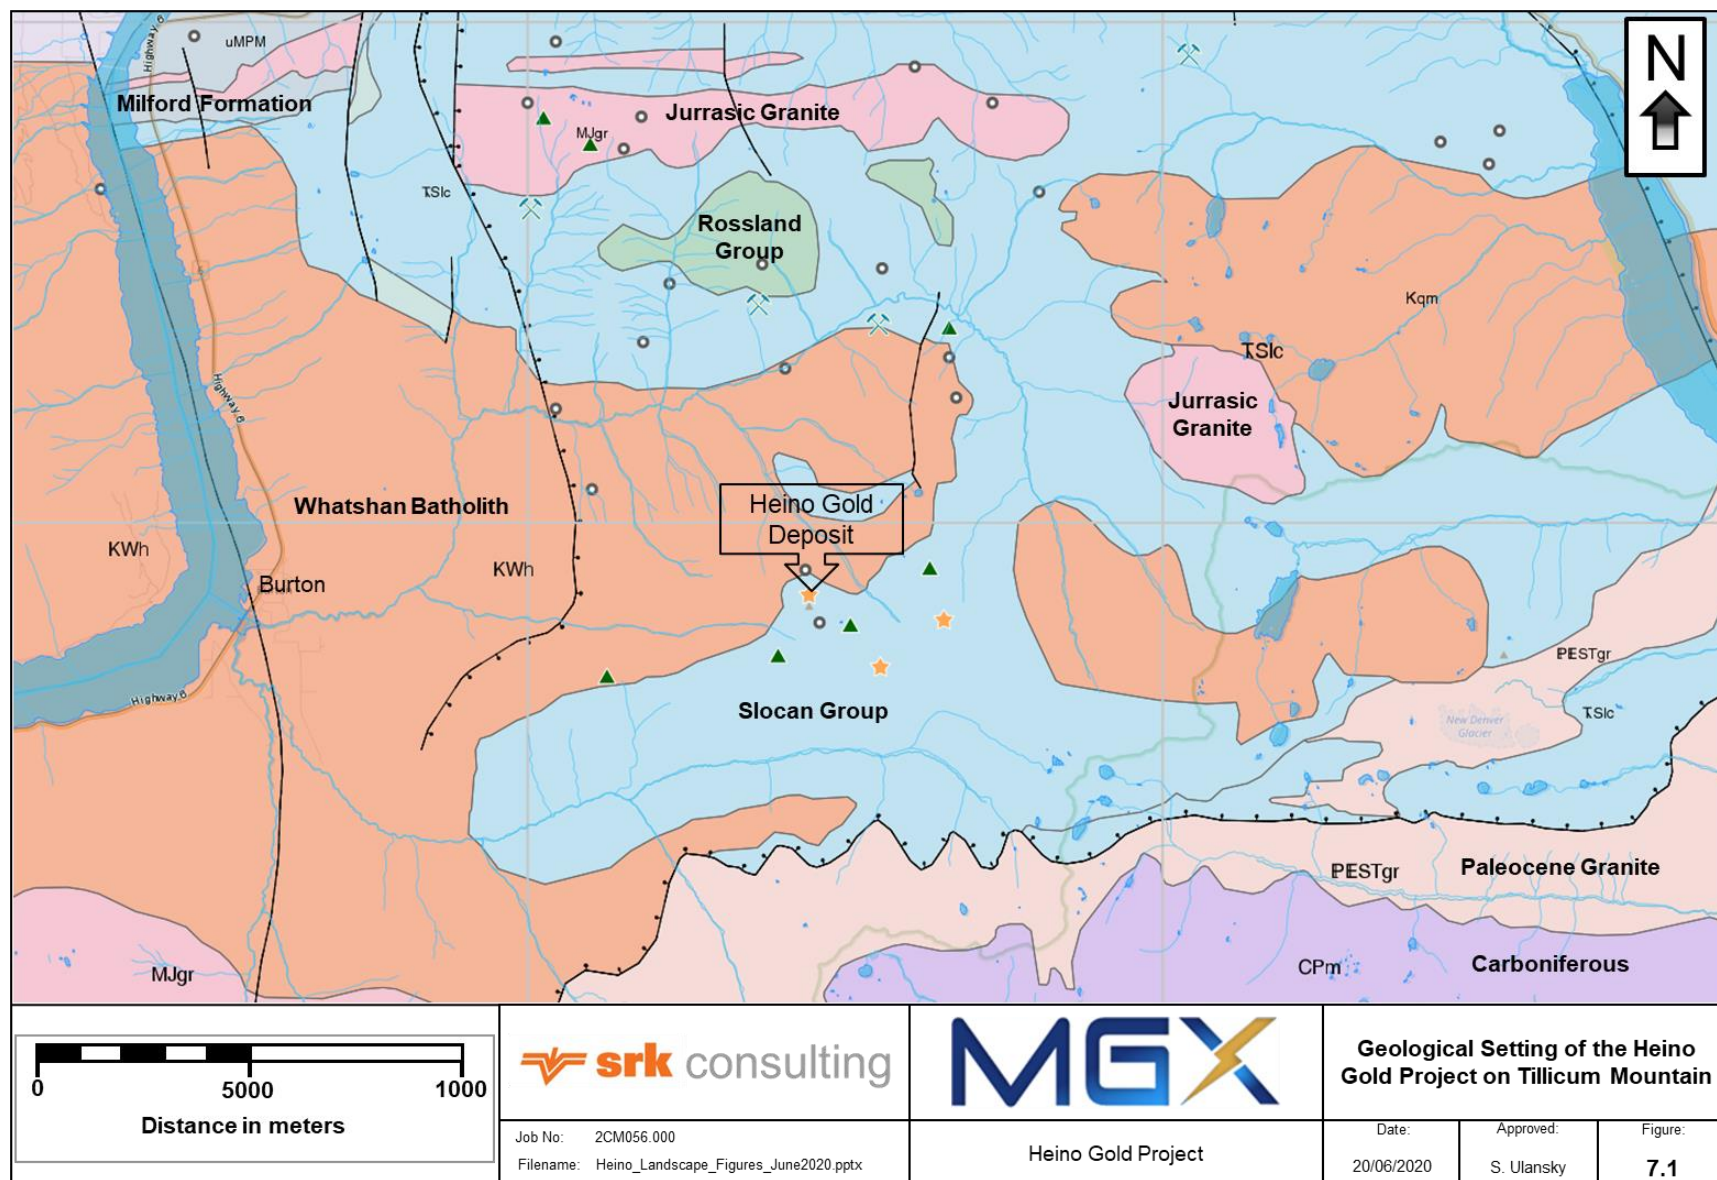 Highway 6
uMPM
N
Milford Formation
Jurrasic Granite
MJgr
TSlc
Rossland
Group
Kqm
TSlc
Jurrasic
Granite
Highway 6
Whatshan Batholith
Heino Gold
Deposit
KWh
KWh
Burton
Highway 6
PESTgr
Slocan Group
TSlc
New Denver
Glacier
PESTgr
Paleocene Granite
MJgr
CPm
Carboniferous
0
5000
1000
Distance in meters
srk consulting
MGX
Geological Setting of the Heino
Gold Project on Tillicum Mountain
Job No: 2CM056.000
Filename: Heino_Landscape_Figures_June2020.pptx
Heino Gold Project
Date:
20/06/2020
Approved:
S. Ulansky
Figure:
7.1